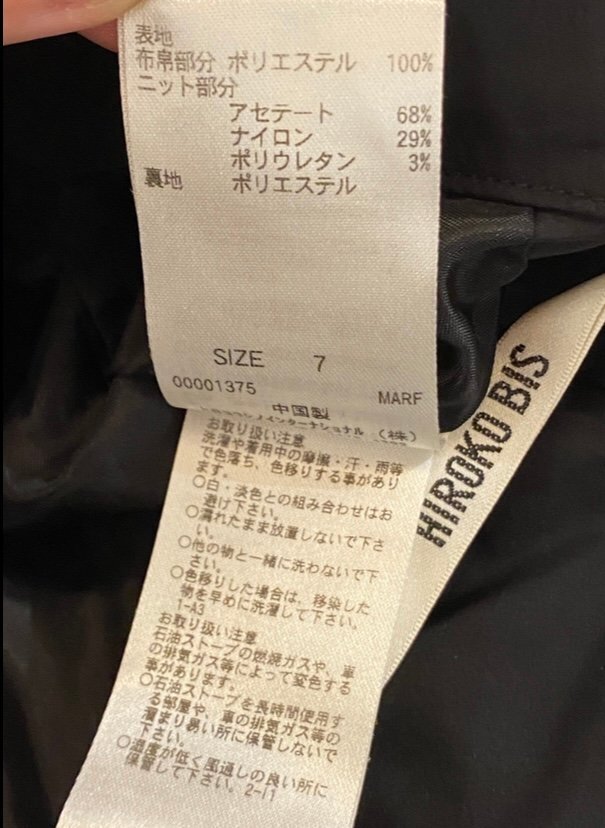 表地
布帛部分 ポリエステル 100%
ニット部分
アセテート 68%
ナイロン 29%
ポリウレタン 3%
裏地 ポリエステル
SIZE 7
00001375 MARF
中国製
インターナショナル (株)
お取り扱い注意
洗濯や着用中の摩擦・汗・雨等
で色落ち、色移りする事があり
ます。
○白・淡色との組み合わせはお
避け下さい。
○濡れたまま放置しないで下さ
い。
○他の物と一緒に洗わないで下
さい。
○色移りした場合は、移染した
物を早めに洗濯して下さい。
1-A3
お取り扱い注意
石油ストーブの燃焼ガスや、車
の排気ガス等によって変色する
事があります。
○石油ストーブを長時間使用す
る部屋や、車の排気ガス等の
溜まり易い所に保管しないで
下さい。
○湿度が低く風通しの良い所に
保管して下さい。2-I1
HIROKO BIS